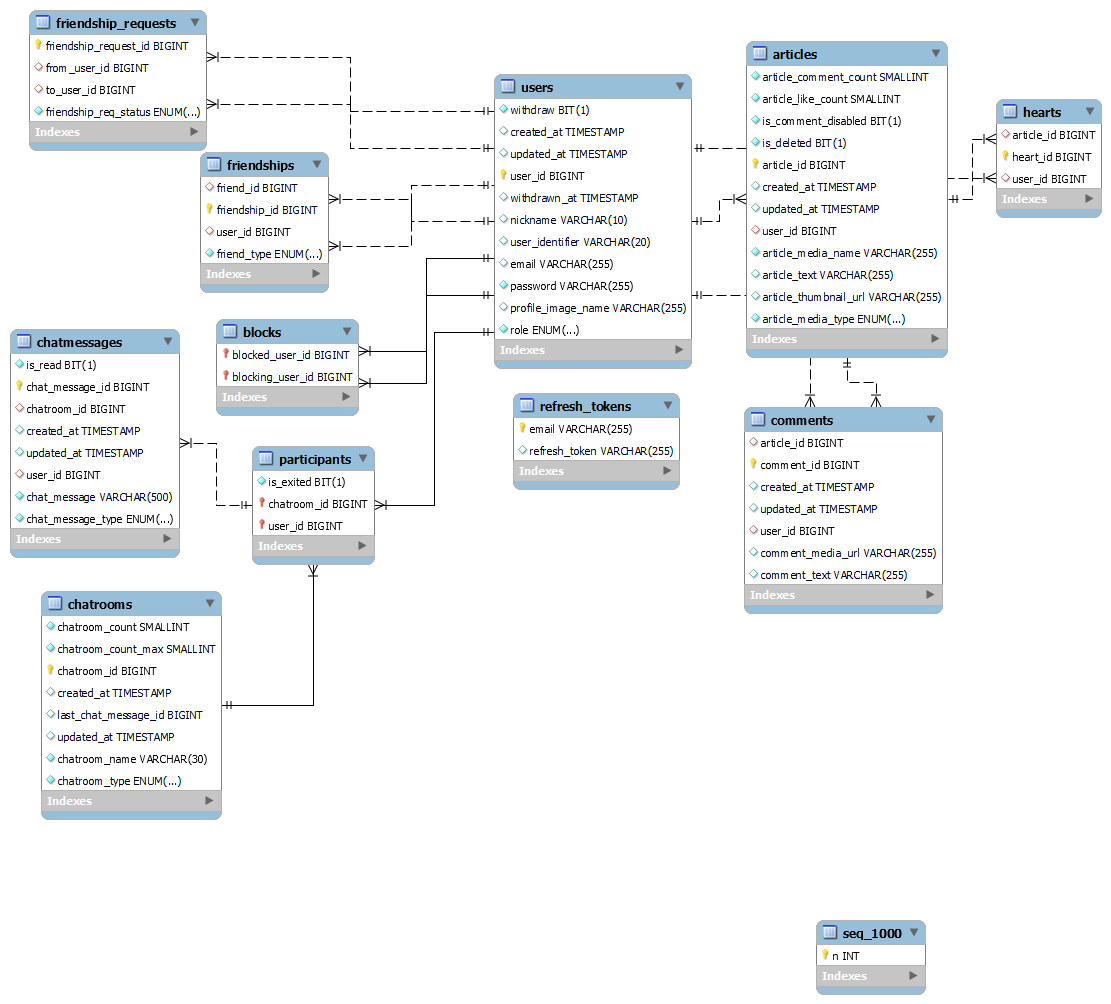 friendship_requests
friendship_request_id BIGINT
from_user_id BIGINT
to_user_id BIGINT
friendship_req_status ENUM(...)
Indexes
friendships
friend_id BIGINT
friendship_id BIGINT
user_id BIGINT
friend_type ENUM(...)
Indexes
users
withdraw BIT(1)
created_at TIMESTAMP
updated_at TIMESTAMP
user_id BIGINT
withdrawn_at TIMESTAMP
nickname VARCHAR(10)
user_identifier VARCHAR(20)
email VARCHAR(255)
password VARCHAR(255)
profile_image_name VARCHAR(255)
role ENUM(...)
Indexes
articles
article_comment_count SMALLINT
article_like_count SMALLINT
is_comment_disabled BIT(1)
is_deleted BIT(1)
article_id BIGINT
created_at TIMESTAMP
updated_at TIMESTAMP
user_id BIGINT
article_media_name VARCHAR(255)
article_text VARCHAR(255)
article_thumbnail_url VARCHAR(255)
article_media_type ENUM(...)
Indexes
hearts
article_id BIGINT
heart_id BIGINT
user_id BIGINT
Indexes
blocks
blocked_user_id BIGINT
blocking_user_id BIGINT
Indexes
chatmessages
is_read BIT(1)
chat_message_id BIGINT
chatroom_id BIGINT
created_at TIMESTAMP
updated_at TIMESTAMP
user_id BIGINT
chat_message VARCHAR(500)
chat_message_type ENUM(...)
Indexes
participants
is_exited BIT(1)
chatroom_id BIGINT
user_id BIGINT
Indexes
refresh_tokens
email VARCHAR(255)
refresh_token VARCHAR(255)
Indexes
comments
article_id BIGINT
comment_id BIGINT
created_at TIMESTAMP
updated_at TIMESTAMP
user_id BIGINT
comment_media_url VARCHAR(255)
comment_text VARCHAR(255)
Indexes
chatrooms
chatroom_count SMALLINT
chatroom_count_max SMALLINT
chatroom_id BIGINT
created_at TIMESTAMP
last_chat_message_id BIGINT
updated_at TIMESTAMP
chatroom_name VARCHAR(30)
chatroom_type ENUM(...)
Indexes
seq_1000
n INT
Indexes